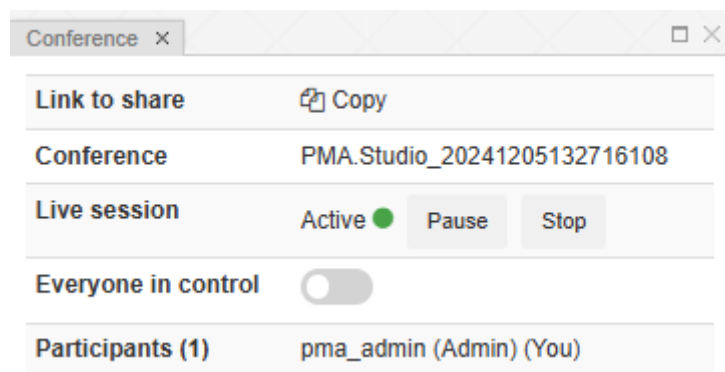 Conference ×
Link to share Copy
Conference PMA.Studio_20241205132716108
Live session Active Pause Stop
Everyone in control
Participants (1) pma_admin (Admin) (You)